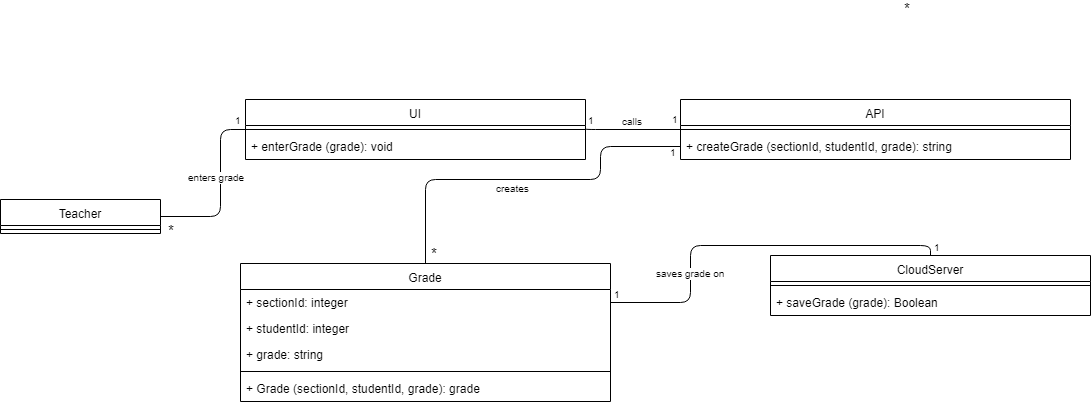 *
UI
API
1
1
calls
1
+ enterGrade (grade): void
+ createGrade (sectionId, studentId, grade): string
1
enters grade
creates
Teacher
*
*
1
Grade
saves grade on
CloudServer
1
+ sectionId: integer
+ saveGrade (grade): Boolean
+ studentId: integer
+ grade: string
+ Grade (sectionId, studentId, grade): grade